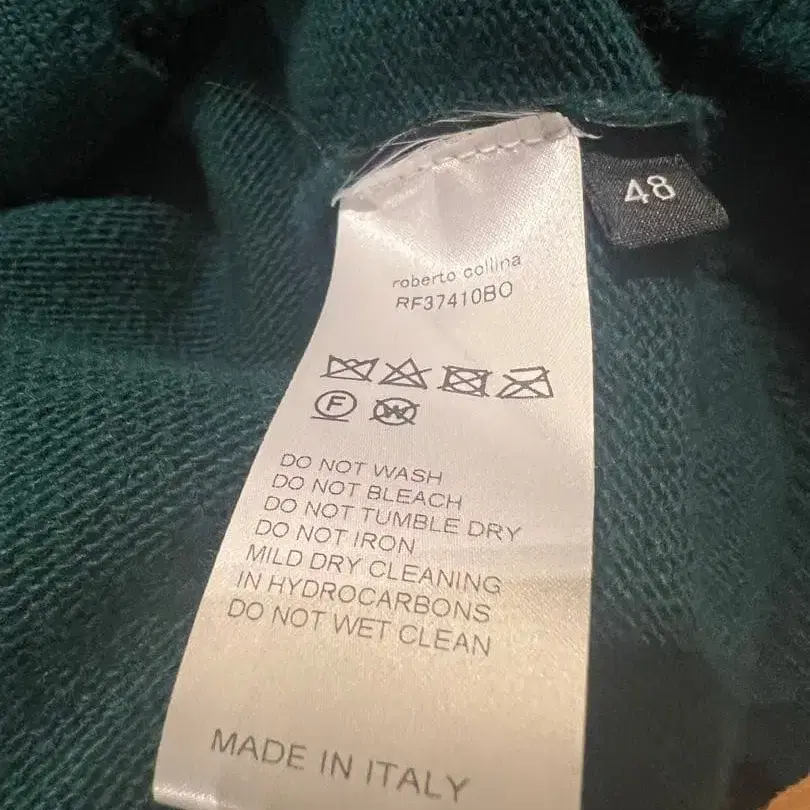 48
roberto collina
RF37410BO
F
W
DO NOT WASH
DO NOT BLEACH
DO NOT TUMBLE DRY
DO NOT IRON
MILD DRY CLEANING
IN HYDROCARBONS
DO NOT WET CLEAN
MADE IN ITALY